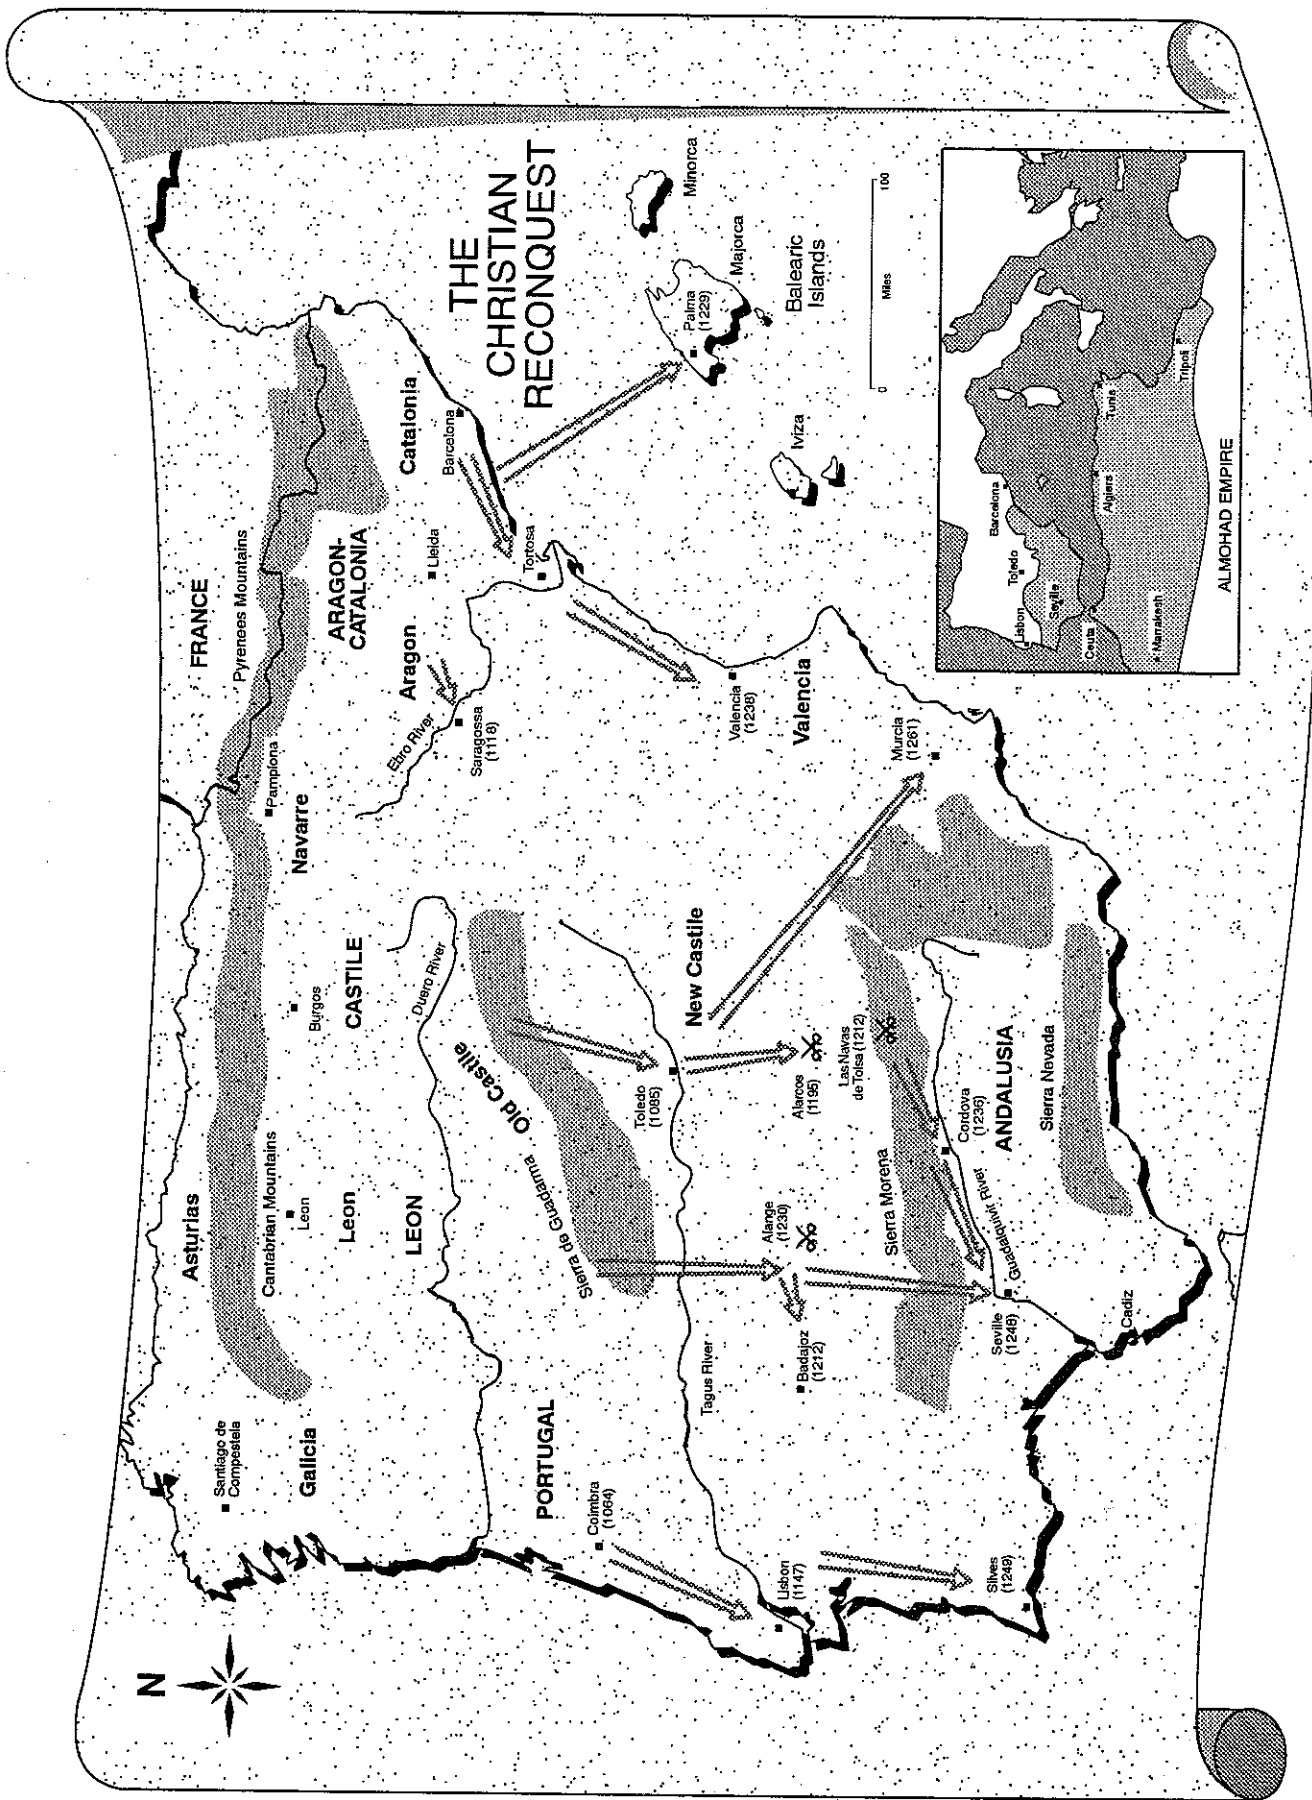 N
THE
CHRISTIAN
RECONQUEST
Santiago de
Compostela
Galicia
Asturias
Cantabrian Mountains
Leon
Leon
LEON
Burgos
CASTILE
Duero River
Pamplona
Navarre
FRANCE
Pyrenees Mountains
ARAGON-
CATALONIA
Aragon
Ebro River
Saragossa
(1118)
Lleida
Catalonia
Barcelona
Tortosa
PORTUGAL
Coimbra
(1064)
Sierra de Guadarma
Old Castile
Toledo
(1085)
New Castile
Tagus River
Lisbon
(1147)
Badajoz
(1212)
Alange
(1230)
Alarcos
(1195)
Las Navas
de Tolsa (1212)
Valencia
(1238)
Valencia
Minorca
Majorca
Palma
(1229)
Balearic
Islands
Iviza
Miles
0
100
Sierra Morena
Cordova
(1236)
ANDALUSIA
Guadalquivir River
Sierra Nevada
Murcia
(1261)
Seville
(1248)
Cadiz
Silves
(1249)
Lisbon
Toledo
Barcelona
Seville
Ceuta
Algiers
Tunis
Tripoli
Marrakesh
ALMOHAD EMPIRE